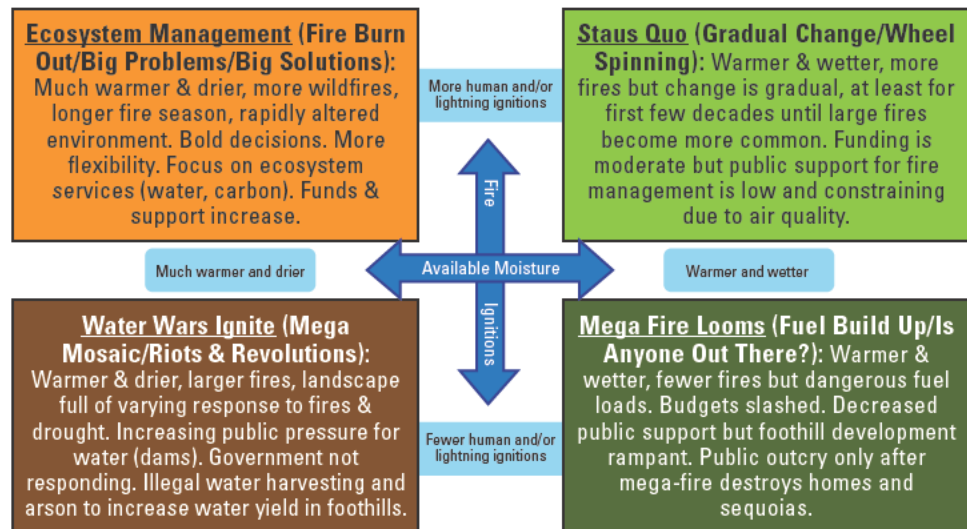 Ecosystem Management (Fire Burn
Out/Big Problems/Big Solutions):
Much warmer & drier, more wildfires,
longer fire season, rapidly altered
environment. Bold decisions. More
flexibility. Focus on ecosystem
services (water, carbon). Funds &
support increase.
More human and/or
lightning ignitions
Staus Quo (Gradual Change/Wheel
Spinning): Warmer & wetter, more
fires but change is gradual, at least for
first few decades until large fires
become more common. Funding is
moderate but public support for fire
management is low and constraining
due to air quality.
Fire
Much warmer and drier
Available Moisture
Warmer and wetter
Ignitions
Water Wars Ignite (Mega
Mosaic/Riots & Revolutions):
Warmer & drier, larger fires, landscape
full of varying response to fires &
drought. Increasing public pressure for
water (dams). Government not
responding. Illegal water harvesting and
arson to increase water yield in foothills.
Fewer human and/or
lightning ignitions
Mega Fire Looms (Fuel Build Up/Is
Anyone Out There?): Warmer &
wetter, fewer fires but dangerous fuel
loads. Budgets slashed. Decreased
public support but foothill development
rampant. Public outcry only after
mega-fire destroys homes and
sequoias.